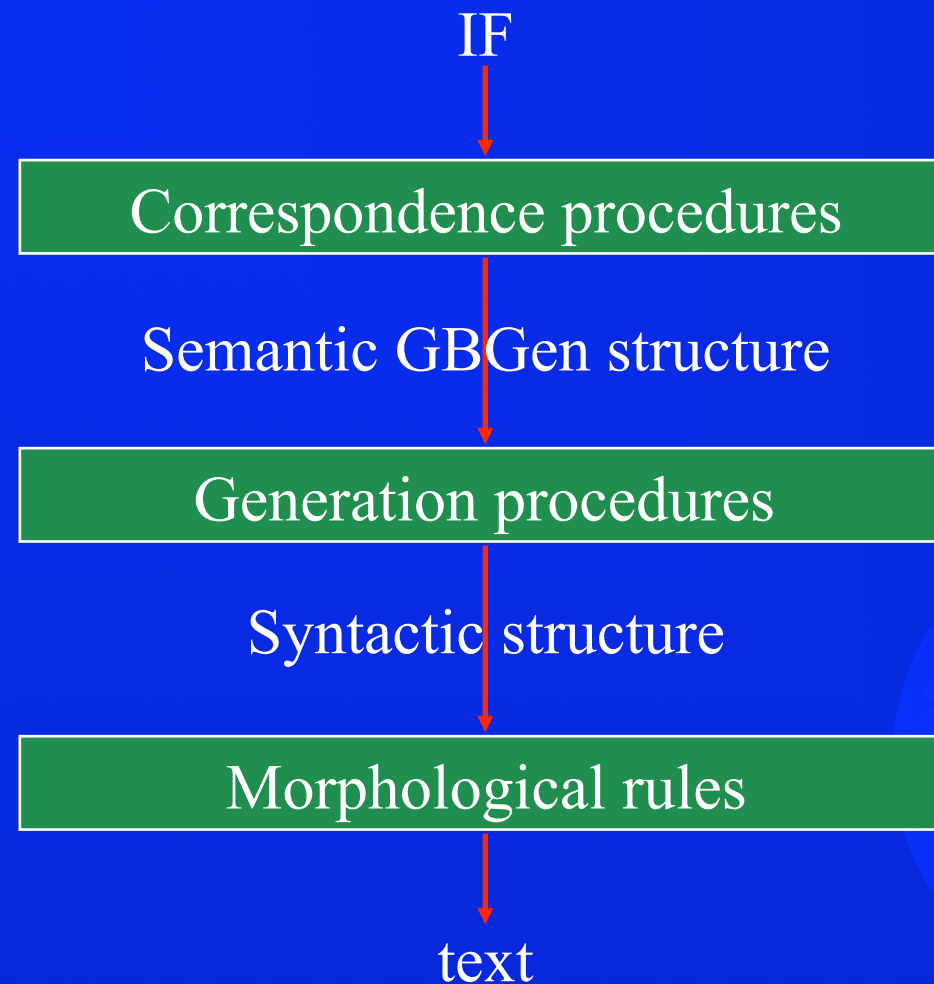 IF
Correspondence procedures
Semantic GBGen structure
Generation procedures
Syntactic structure
Morphological rules
text